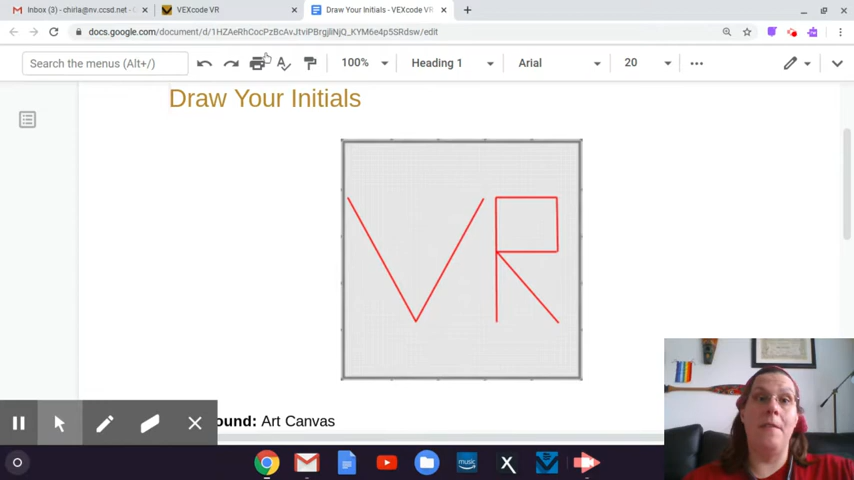 Inbox (3) - chirla@nv.ccsd.net - C
VEXcode VR
Draw Your Initials - VEXcode VR
docs.google.com/document/d/1HZAeRhCocPzBcAvJtviPBrgjliNjQ_KYM6e4p5SRdsw/edit
Search the menus (Alt+/)
100%
Heading 1
Arial
20
Draw Your Initials
VR
ound: Art Canvas
music